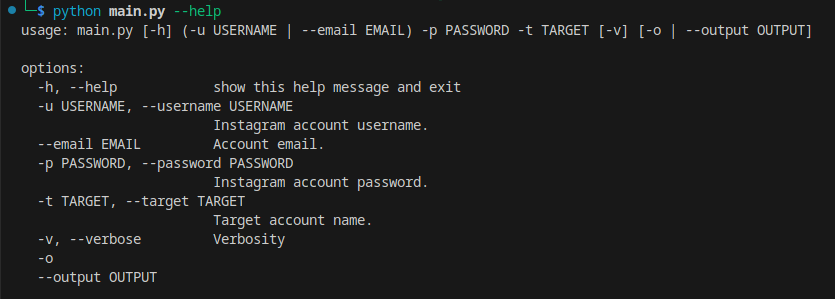 └─$ python main.py --help
usage: main.py [-h] (-u USERNAME | --email EMAIL) -p PASSWORD -t TARGET [-v] [-o | --output OUTPUT]

options:
  -h, --help            show this help message and exit
  -u USERNAME, --username USERNAME
                        Instagram account username.
  --email EMAIL         Account email.
  -p PASSWORD, --password PASSWORD
                        Instagram account password.
  -t TARGET, --target TARGET
                        Target account name.
  -v, --verbose         Verbosity
  -o
  --output OUTPUT